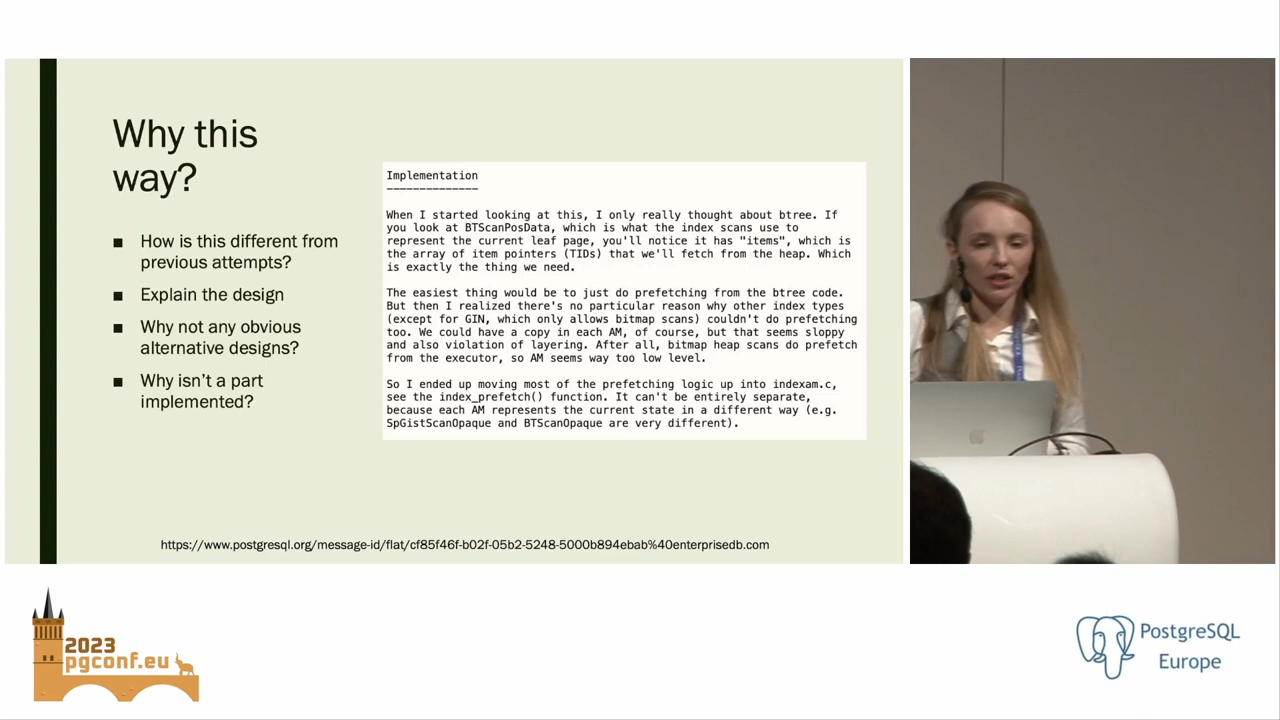 Why this
way?
■ How is this different from
previous attempts?
■ Explain the design
■ Why not any obvious
alternative designs?
■ Why isn't a part
implemented?
Implementation
--------------
When I started looking at this, I only really thought about btree. If
you look at BTScanPosData, which is what the index scans use to
represent the current leaf page, you'll notice it has "items", which is
the array of item pointers (TIDs) that we'll fetch from the heap. Which
is exactly the thing we need.
The easiest thing would be to just do prefetching from the btree code.
But then I realized there's no particular reason why other index types
(except for GIN, which only allows bitmap scans) couldn't do prefetching
too. We could have a copy in each AM, of course, but that seems sloppy
and also violation of layering. After all, bitmap heap scans do prefetch
from the executor, so AM seems way too low level.
So I ended up moving most of the prefetching logic up into indexam.c,
see the index_prefetch() function. It can't be entirely separate,
because each AM represents the current state in a different way (e.g.
SpGistScanOpaque and BTScanOpaque are very different).
https://www.postgresql.org/message-id/flat/cf85f46f-b02f-05b2-5248-5000b894ebab%40enterprisedb.com
2023
pgconf.eu
PostgreSQL
Europe